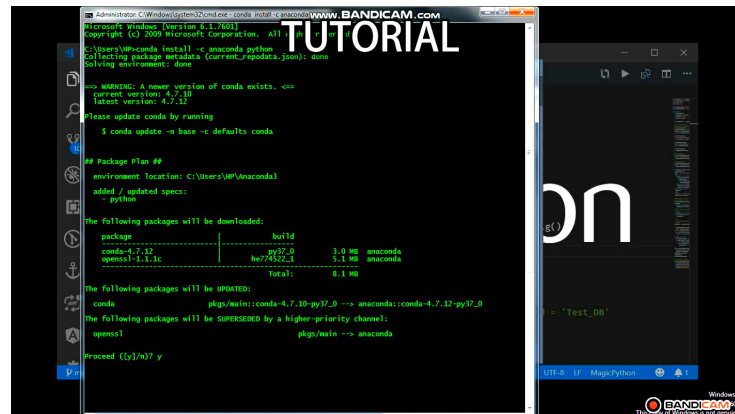 Administrator: C:\Windows\system32\cmd.exe - conda install -c anaconda
www.BANDICAM.com
TUTORIAL
Microsoft Windows [Version 6.1.7601]
Copyright (c) 2009 Microsoft Corporation. All
C:\Users\HP>conda install -c anaconda python
Collecting package metadata (current_repodata.json): done
Solving environment: done
==> WARNING: A newer version of conda exists. <==
current version: 4.7.10
latest version: 4.7.12
Please update conda by running
$ conda update -n base -c defaults conda
## Package Plan ##
environment location: C:\Users\HP\Anaconda3
added / updated specs:
- python
on
The following packages will be downloaded:
package | build
conda-4.7.12 | py37_0 3.0 MB anaconda
openssl-1.1.1c | he774522_1 5.1 MB anaconda
Total: 8.1 MB
g()
The following packages will be UPDATED:
conda pkgs/main::conda-4.7.10-py37_0 --> anaconda::conda-4.7.12-py37_0
= 'Test_DB'
The following packages will be SUPERSEDED by a higher-priority channel:
openssl pkgs/main --> anaconda
Proceed ([y]/n)? y
UTF-8 LF MagicPython 1
Windows
BANDICAM